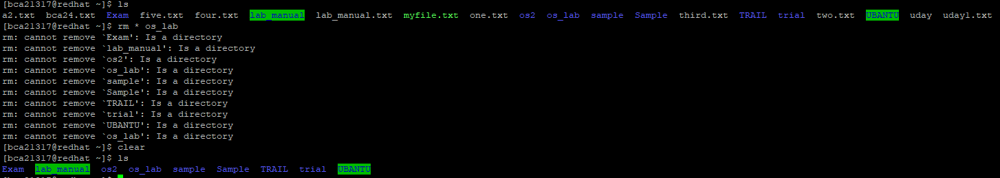 [bca21317@redhat ~]$ ls
a2.txt bca24.txt Exam five.txt four.txt lab_manual lab_manual.txt myfile.txt one.txt os2 os_lab sample Sample third.txt TRAIL trial two.txt UBANTU uday uday1.txt
[bca21317@redhat ~]$ rm * os_lab
rm: cannot remove `Exam': Is a directory
rm: cannot remove `lab_manual': Is a directory
rm: cannot remove `os2': Is a directory
rm: cannot remove `os_lab': Is a directory
rm: cannot remove `sample': Is a directory
rm: cannot remove `Sample': Is a directory
rm: cannot remove `TRAIL': Is a directory
rm: cannot remove `trial': Is a directory
rm: cannot remove `UBANTU': Is a directory
rm: cannot remove `os_lab': Is a directory
[bca21317@redhat ~]$ clear
[bca21317@redhat ~]$ ls
Exam lab_manual os2 os_lab sample Sample TRAIL trial UBANTU